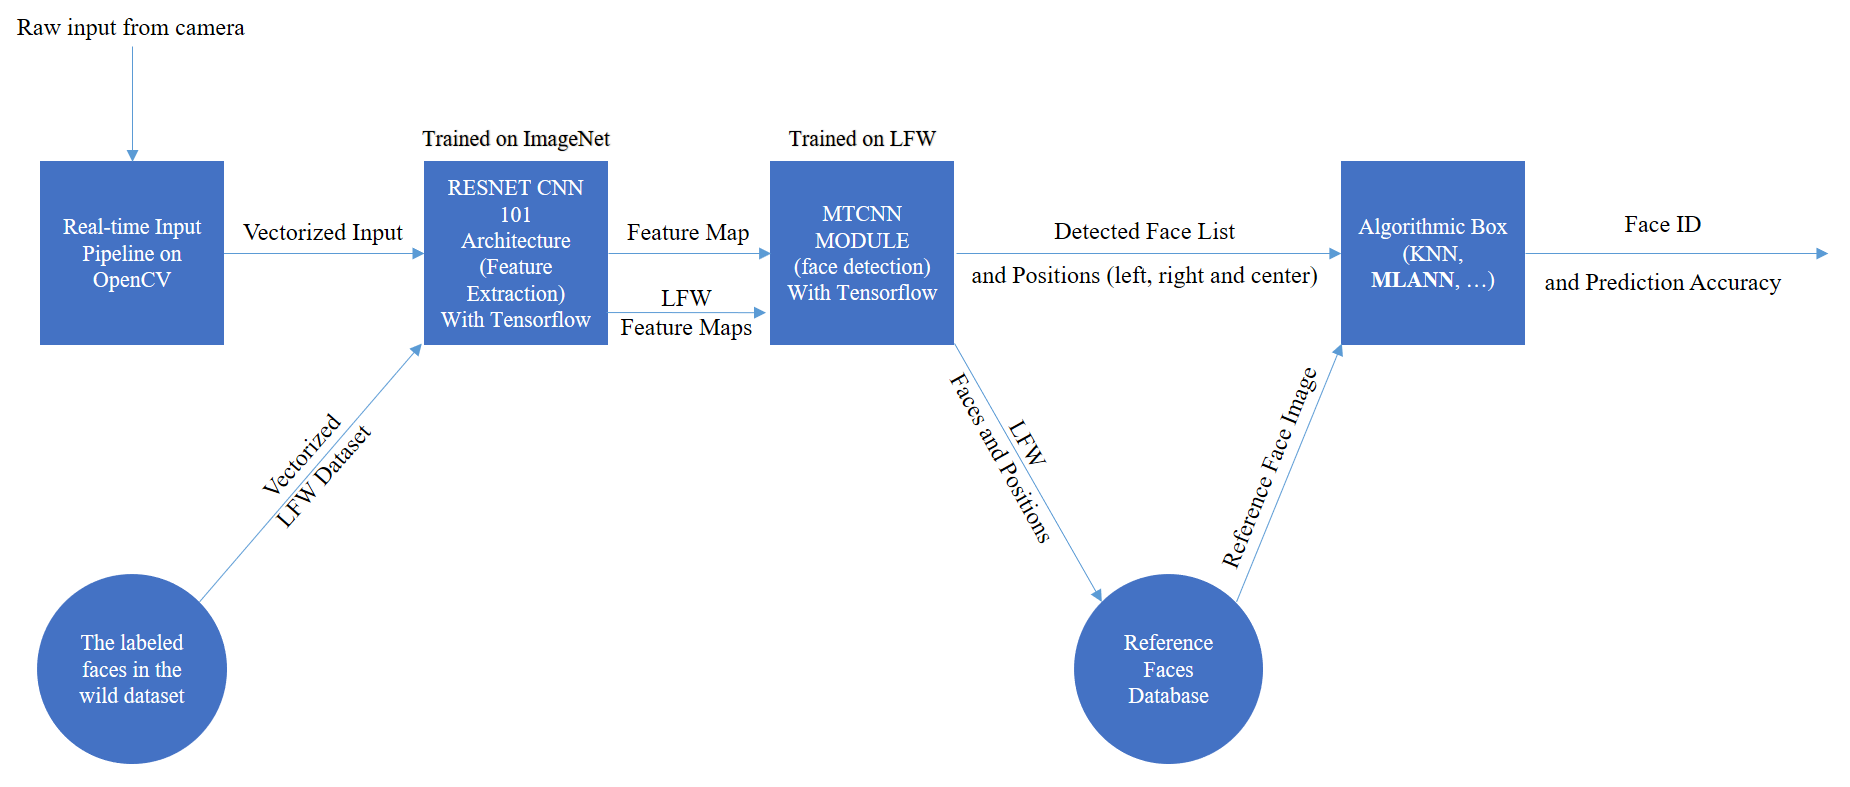 Raw input from camera
Trained on ImageNet
Trained on LFW
Real-time Input
Pipeline on
OpenCV
Vectorized Input
RESNET CNN
101
Architecture
(Feature
Extraction)
With Tensorflow
Feature Map
LFW
Feature Maps
MTCNN
MODULE
(face detection)
With Tensorflow
Detected Face List
and Positions (left, right and center)
Algorithmic Box
(KNN,
MLANN, …)
Face ID
and Prediction Accuracy
Vectorized
LFW Dataset
LFW
Faces and Positions
Reference Face Image
The labeled
faces in the
wild dataset
Reference
Faces
Database